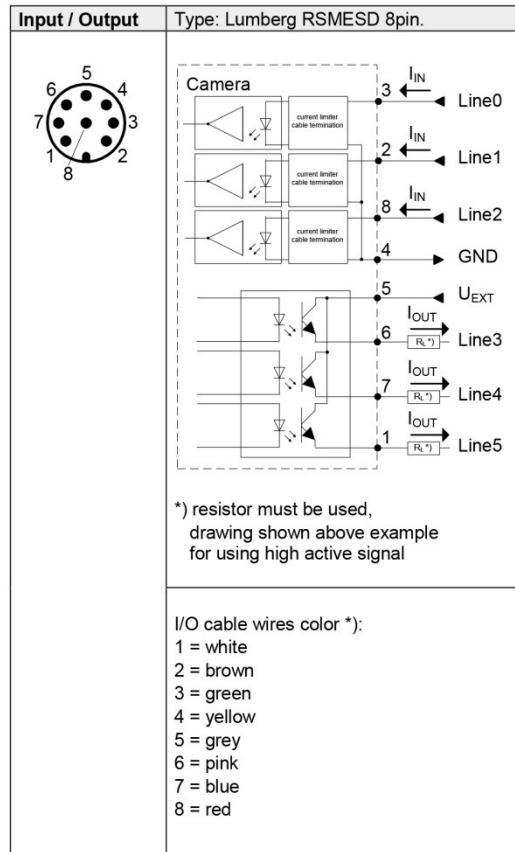 Input / Output
Type: Lumberg RSMESD 8pin.
5
6 4
7 3
1 2
8
Camera
current limiter
cable termination
3 IIN Line0
current limiter
cable termination
2 IIN Line1
current limiter
cable termination
8 IIN Line2
4 GND
5 UEXT
6 IOUT RL*) Line3
7 IOUT RL*) Line4
1 IOUT RL*) Line5
*) resistor must be used,
drawing shown above example
for using high active signal
I/O cable wires color *):
1 = white
2 = brown
3 = green
4 = yellow
5 = grey
6 = pink
7 = blue
8 = red